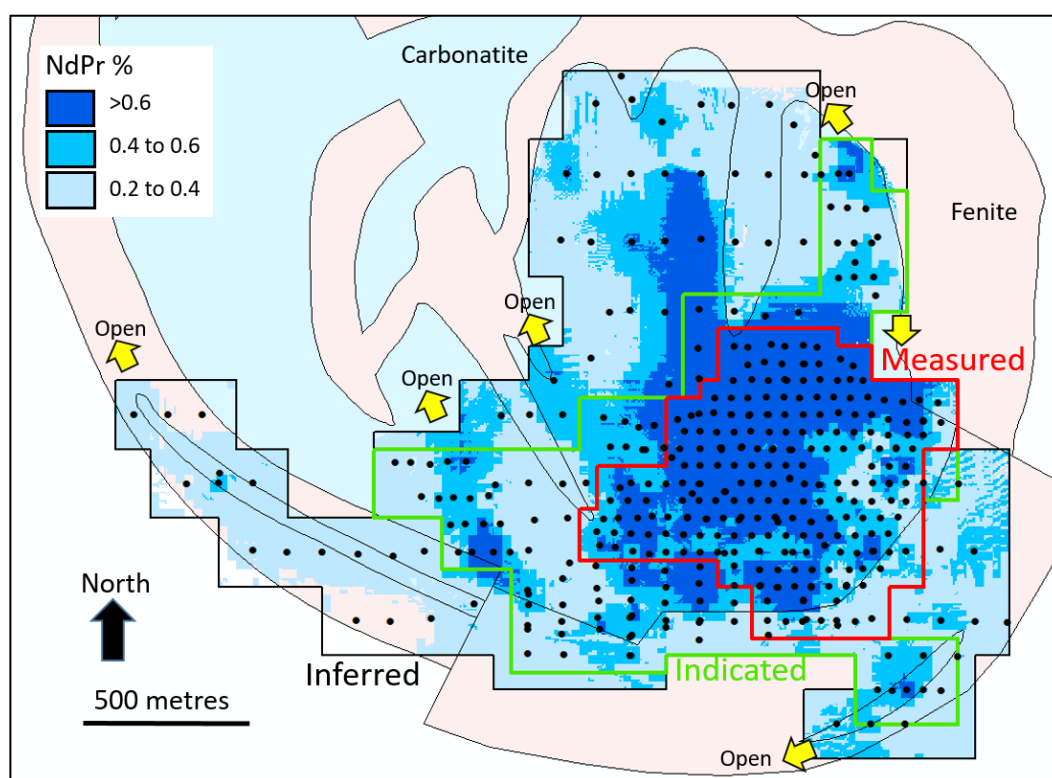 NdPr %
>0.6
0.4 to 0.6
0.2 to 0.4
Carbonatite
Open
Fenite
Open
Open
Measured
Open
North
Inferred
Indicated
500 metres
Open